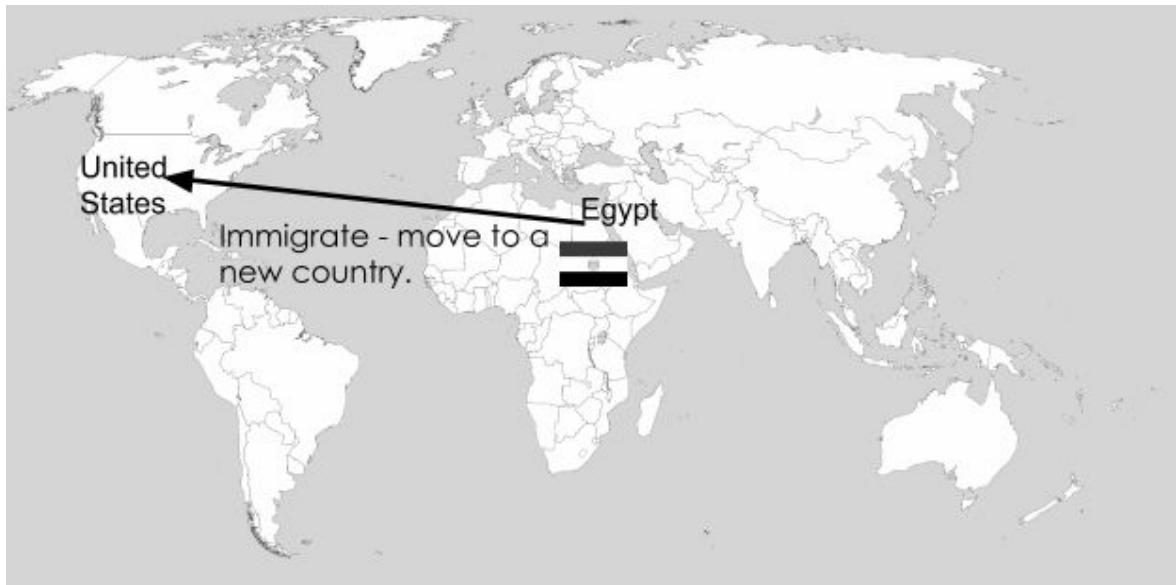 United
States
Egypt
Immigrate - move to a
new country.